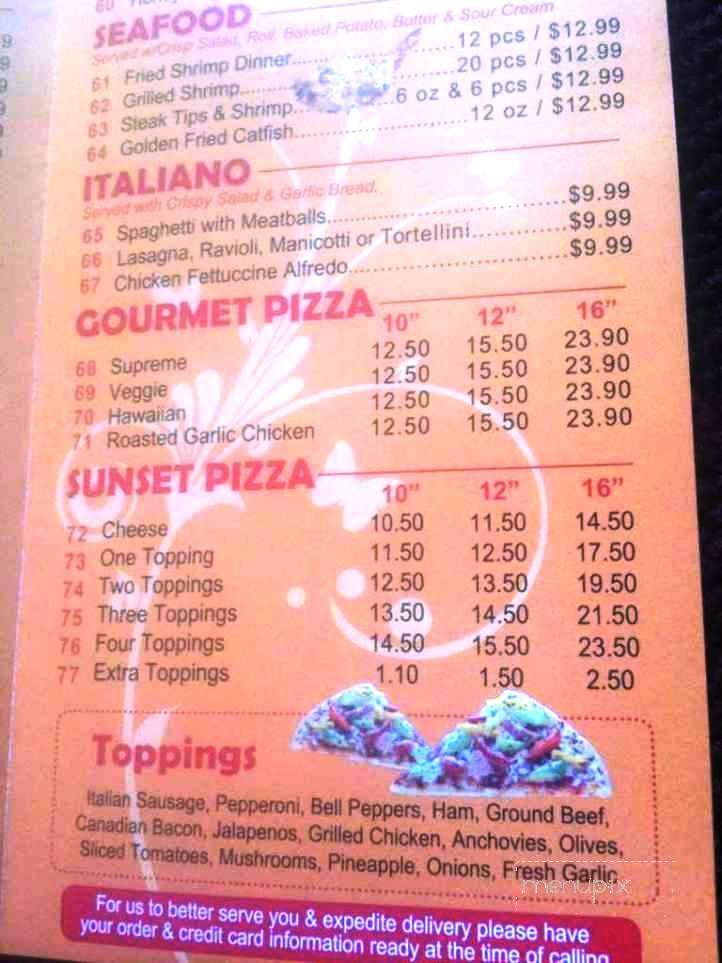 60
SEAFOOD
Served w/Crisp Salad, Roll, Baked Potato, Butter & Sour Cream
61 Fried Shrimp Dinner 12 pcs / $12.99
62 Grilled Shrimp 20 pcs / $12.99
63 Steak Tips & Shrimp 6 oz & 6 pcs / $12.99
64 Golden Fried Catfish 12 oz / $12.99
ITALIANO
Served with Crispy Salad & Garlic Bread.
65 Spaghetti with Meatballs $9.99
66 Lasagna, Ravioli, Manicotti or Tortellini $9.99
67 Chicken Fettuccine Alfredo $9.99
GOURMET PIZZA 10" 12" 16"
68 Supreme 12.50 15.50 23.90
69 Veggie 12.50 15.50 23.90
70 Hawaiian 12.50 15.50 23.90
71 Roasted Garlic Chicken 12.50 15.50 23.90
SUNSET PIZZA 10" 12" 16"
72 Cheese 10.50 11.50 14.50
73 One Topping 11.50 12.50 17.50
74 Two Toppings 12.50 13.50 19.50
75 Three Toppings 13.50 14.50 21.50
76 Four Toppings 14.50 15.50 23.50
77 Extra Toppings 1.10 1.50 2.50
Toppings
Italian Sausage, Pepperoni, Bell Peppers, Ham, Ground Beef,
Canadian Bacon, Jalapenos, Grilled Chicken, Anchovies, Olives,
Sliced Tomatoes, Mushrooms, Pineapple, Onions, Fresh Garlic
menupix
For us to better serve you & expedite delivery please have
your order & credit card information ready at the time of calling